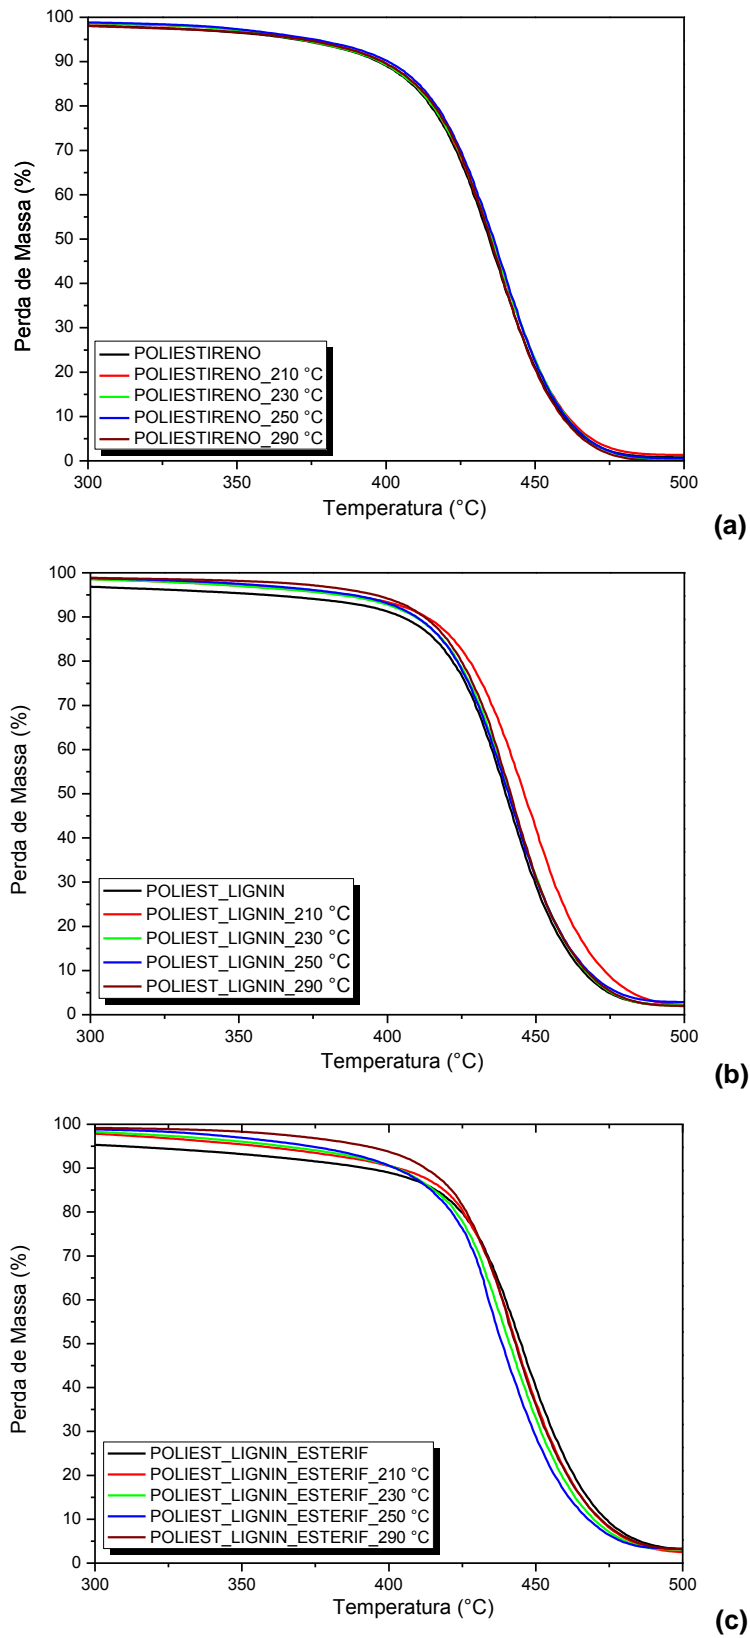 100
90
80
70
60
50
40
30
20
10
0
Perda de Massa (%)
POLIESTIRENO
POLIESTIRENO_210 °C
POLIESTIRENO_230 °C
POLIESTIRENO_250 °C
POLIESTIRENO_290 °C
300 350 400 450 500
Temperatura (°C)
(a)
100
90
80
70
60
50
40
30
20
10
0
Perda de Massa (%)
POLIEST_LIGNIN
POLIEST_LIGNIN_210 °C
POLIEST_LIGNIN_230 °C
POLIEST_LIGNIN_250 °C
POLIEST_LIGNIN_290 °C
300 350 400 450 500
Temperatura (°C)
(b)
100
90
80
70
60
50
40
30
20
10
0
Perda de Massa (%)
POLIEST_LIGNIN_ESTERIF
POLIEST_LIGNIN_ESTERIF_210 °C
POLIEST_LIGNIN_ESTERIF_230 °C
POLIEST_LIGNIN_ESTERIF_250 °C
POLIEST_LIGNIN_ESTERIF_290 °C
300 350 400 450 500
Temperatura (°C)
(c)